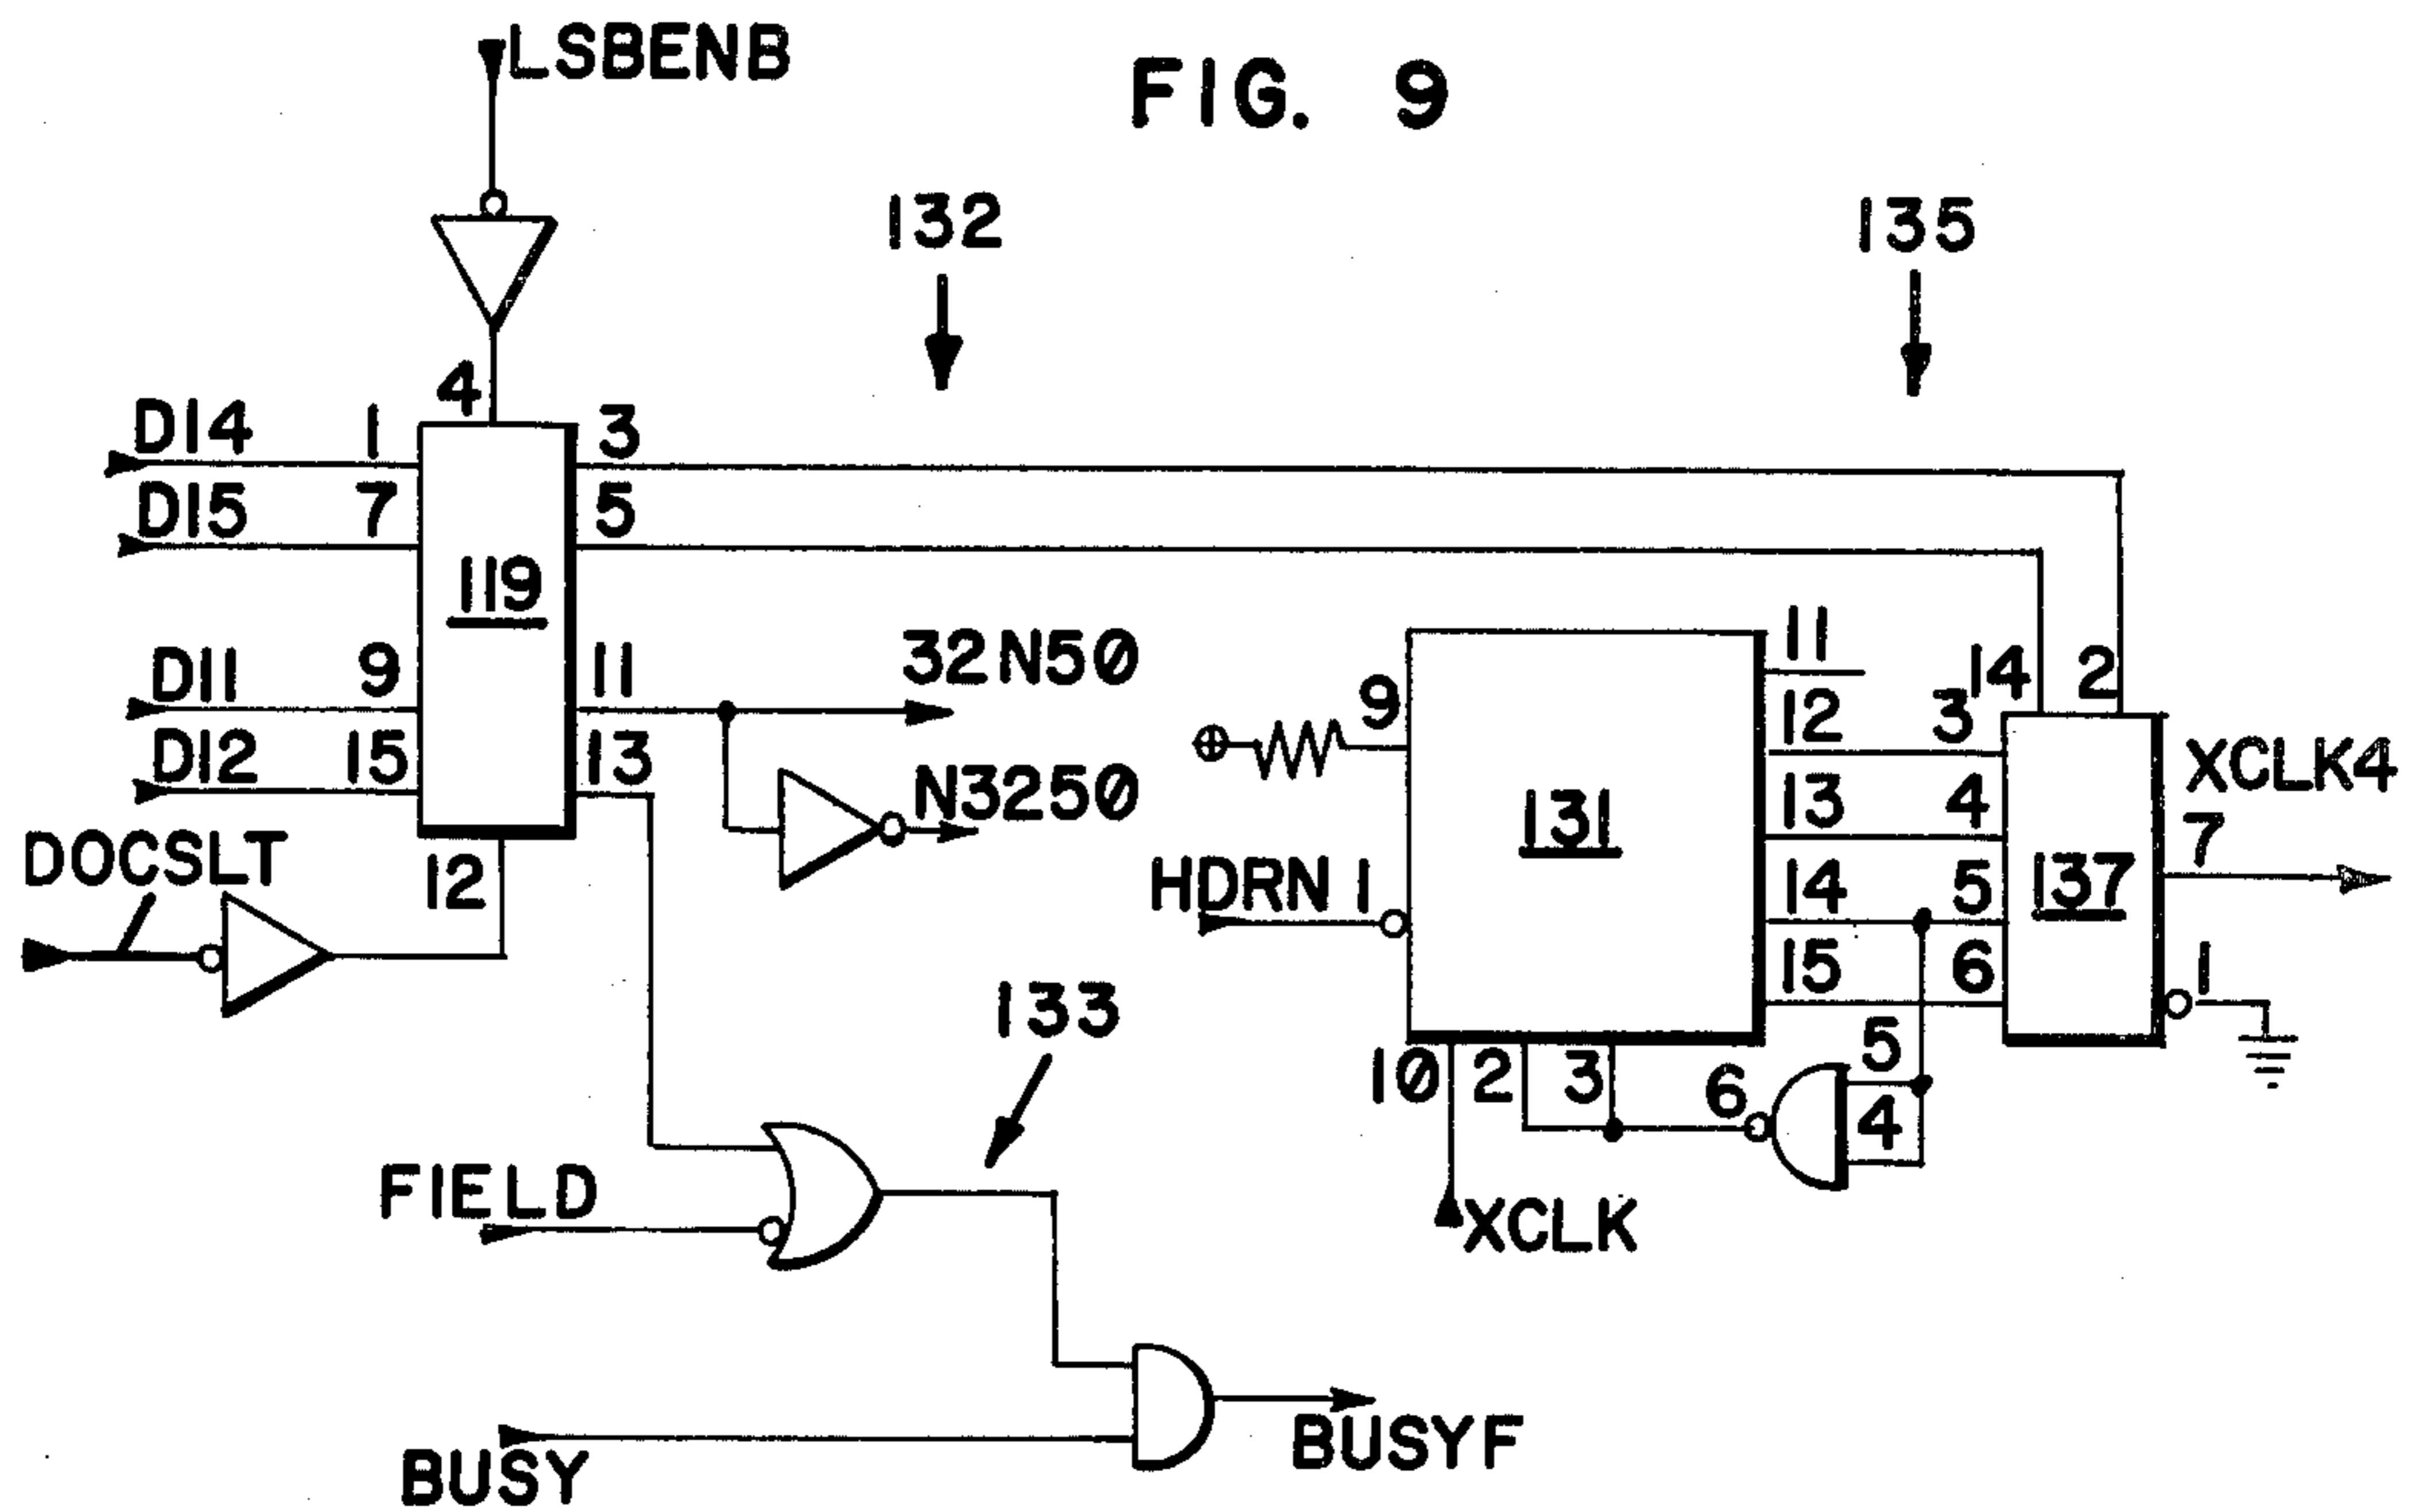 LSBENB
FIG. 9
132
135
4
D14 1 3
D15 7 5
119
D11 9 11 32N50
D12 15 13 N3250
DOCSLT 12
9
131
HDRN 1
11
12 3
13 4
14 5
15 6
14 2
137
XCLK4
7
1
10 2 3 6 5
4
XCLK
133
FIELD
BUSY
BUSYF